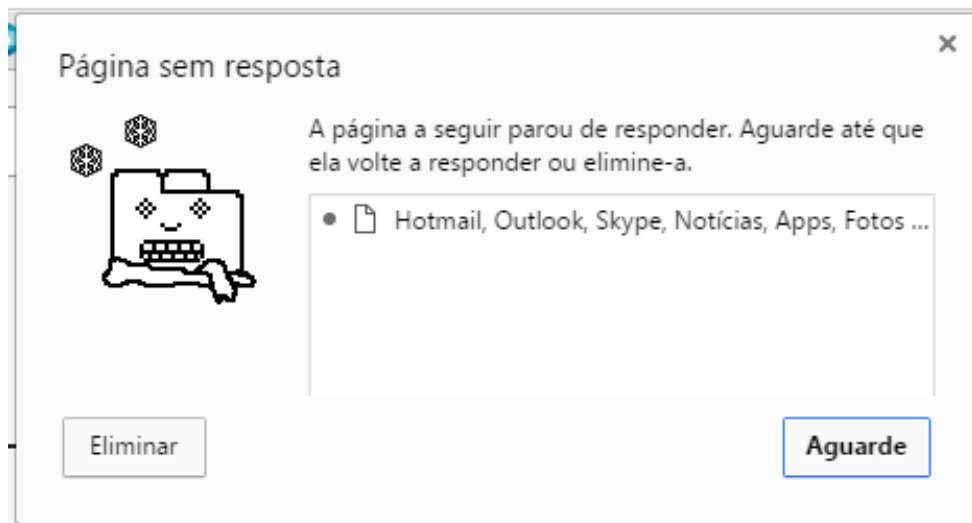 Página sem resposta
A página a seguir parou de responder. Aguarde até que
ela volte a responder ou elimine-a.
Hotmail, Outlook, Skype, Notícias, Apps, Fotos ...
Eliminar
Aguarde